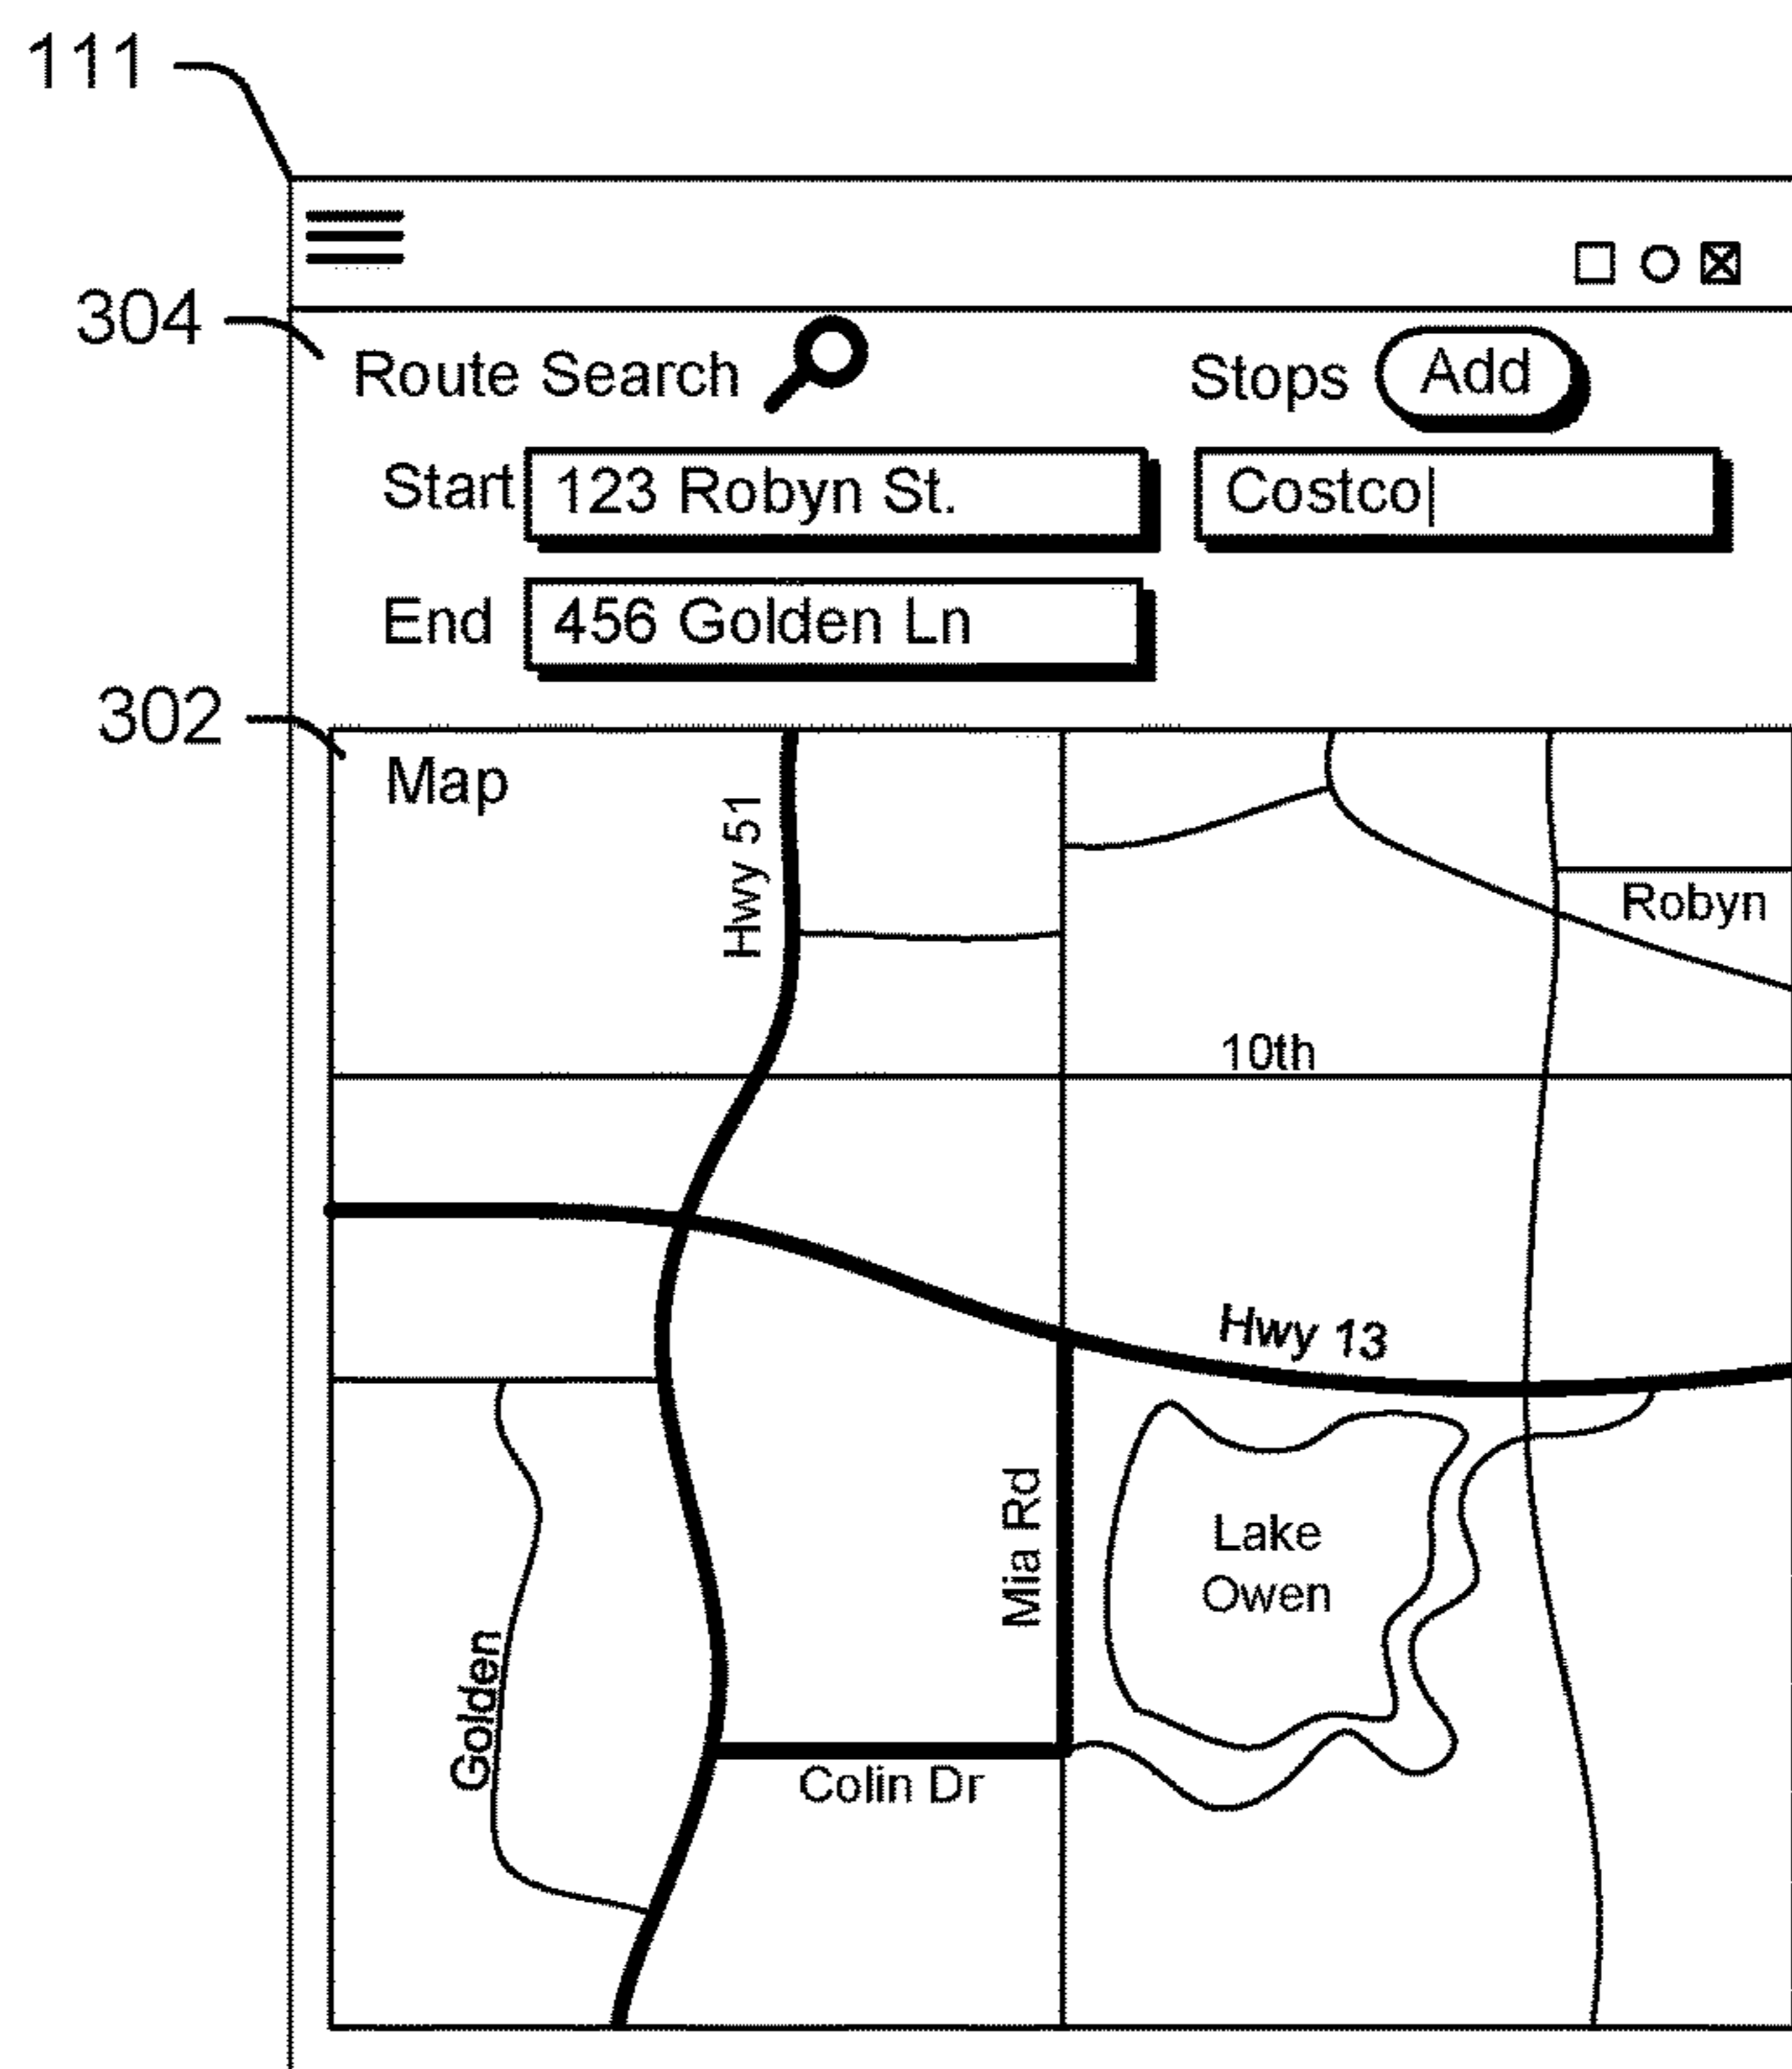 111
304
Route Search
Stops Add
Start 123 Robyn St.
Costco
End 456 Golden Ln
302
Map
Hwy 51
Robyn
10th
Hwy 13
Mia Rd
Lake
Owen
Golden
Colin Dr